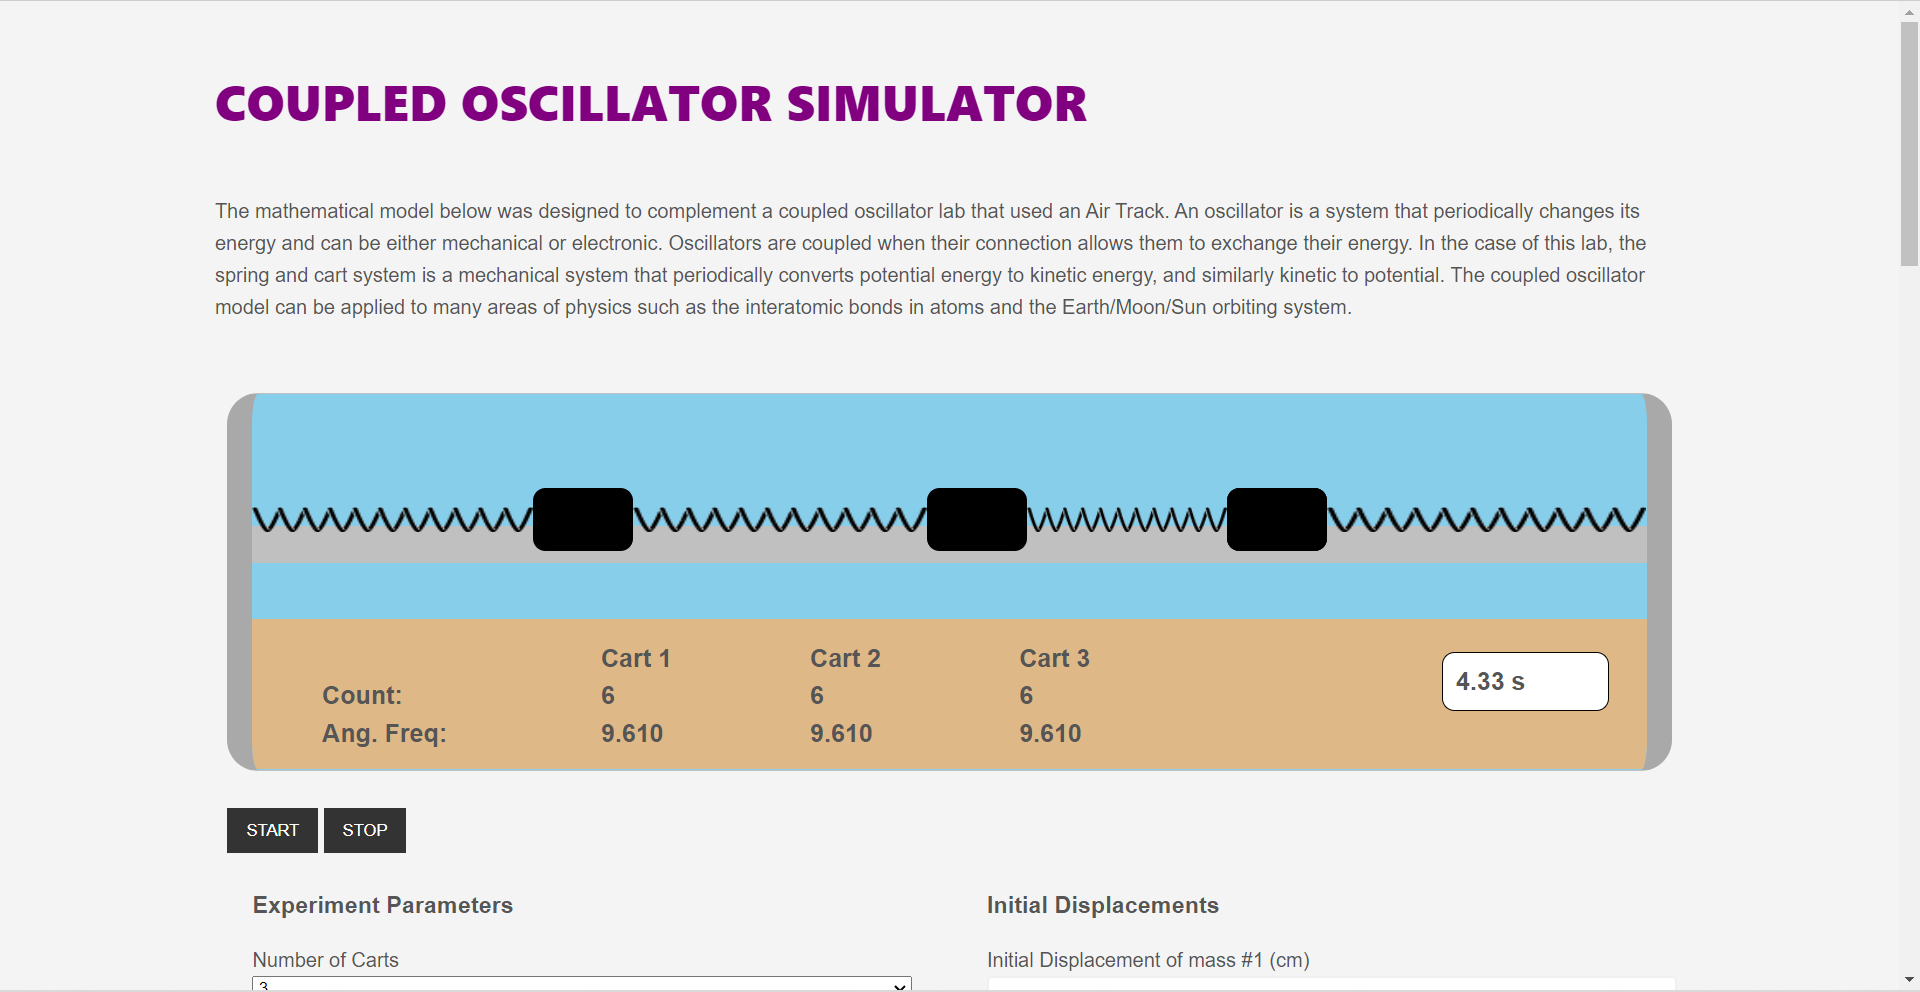 COUPLED OSCILLATOR SIMULATOR
The mathematical model below was designed to complement a coupled oscillator lab that used an Air Track. An oscillator is a system that periodically changes its
energy and can be either mechanical or electronic. Oscillators are coupled when their connection allows them to exchange their energy. In the case of this lab, the
spring and cart system is a mechanical system that periodically converts potential energy to kinetic energy, and similarly kinetic to potential. The coupled oscillator
model can be applied to many areas of physics such as the interatomic bonds in atoms and the Earth/Moon/Sun orbiting system.
Cart 1 Cart 2 Cart 3
4.33 s
Count: 6 6 6
Ang. Freq: 9.610 9.610 9.610
START STOP
Experiment Parameters
Number of Carts
3
Initial Displacements
Initial Displacement of mass #1 (cm)